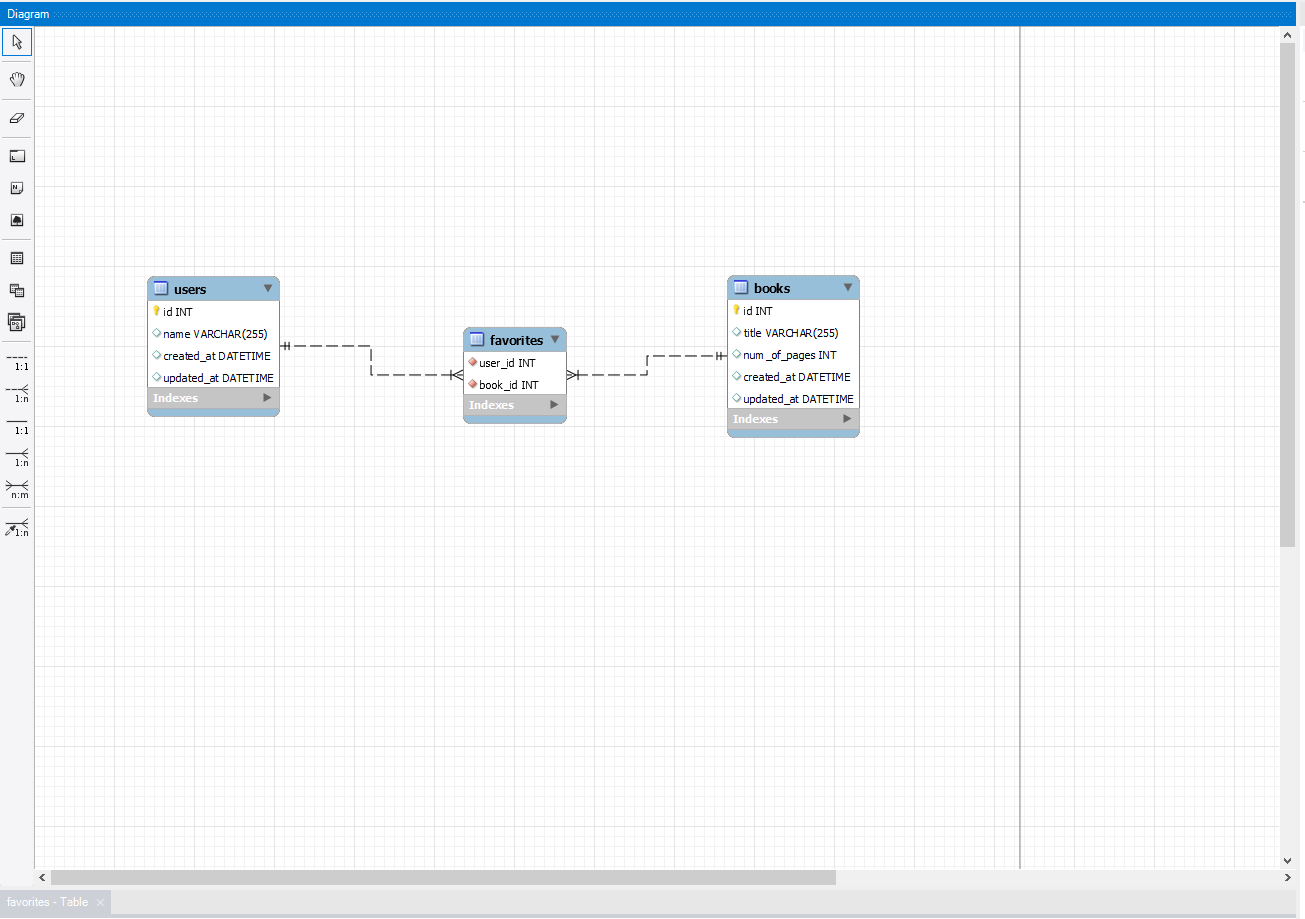 Diagram
1:1
1:n
1:1
1:n
n:m
1:n
users
id INT
name VARCHAR(255)
created_at DATETIME
updated_at DATETIME
Indexes
favorites
user_id INT
book_id INT
Indexes
books
id INT
title VARCHAR(255)
num_of_pages INT
created_at DATETIME
updated_at DATETIME
Indexes
favorites - Table